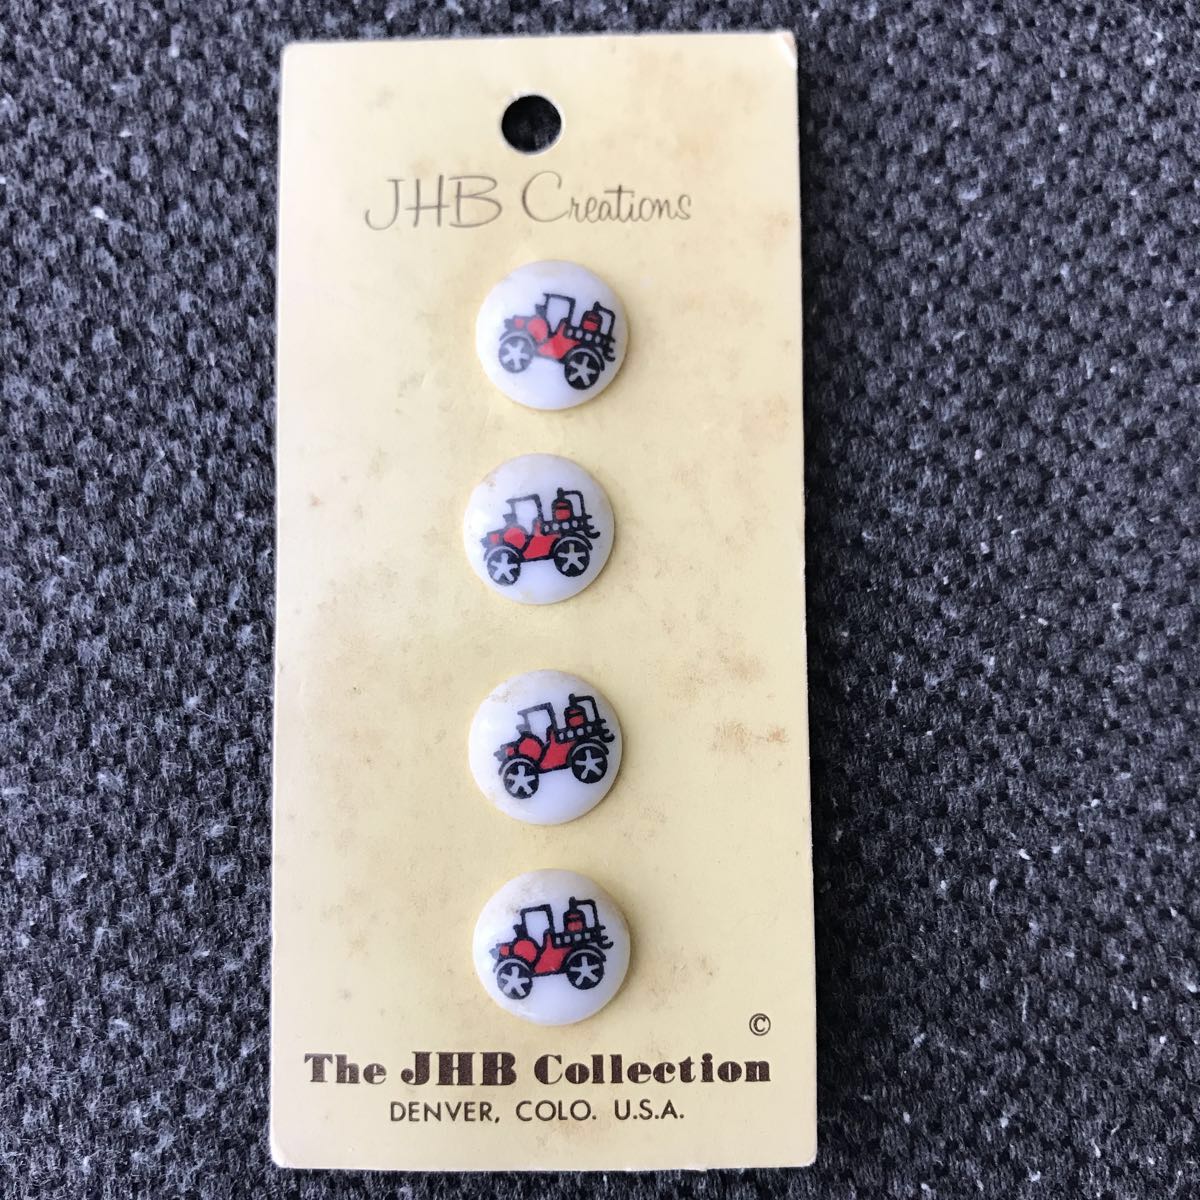 JHB Creations
©
The JHB Collection
DENVER, COLO. U.S.A.